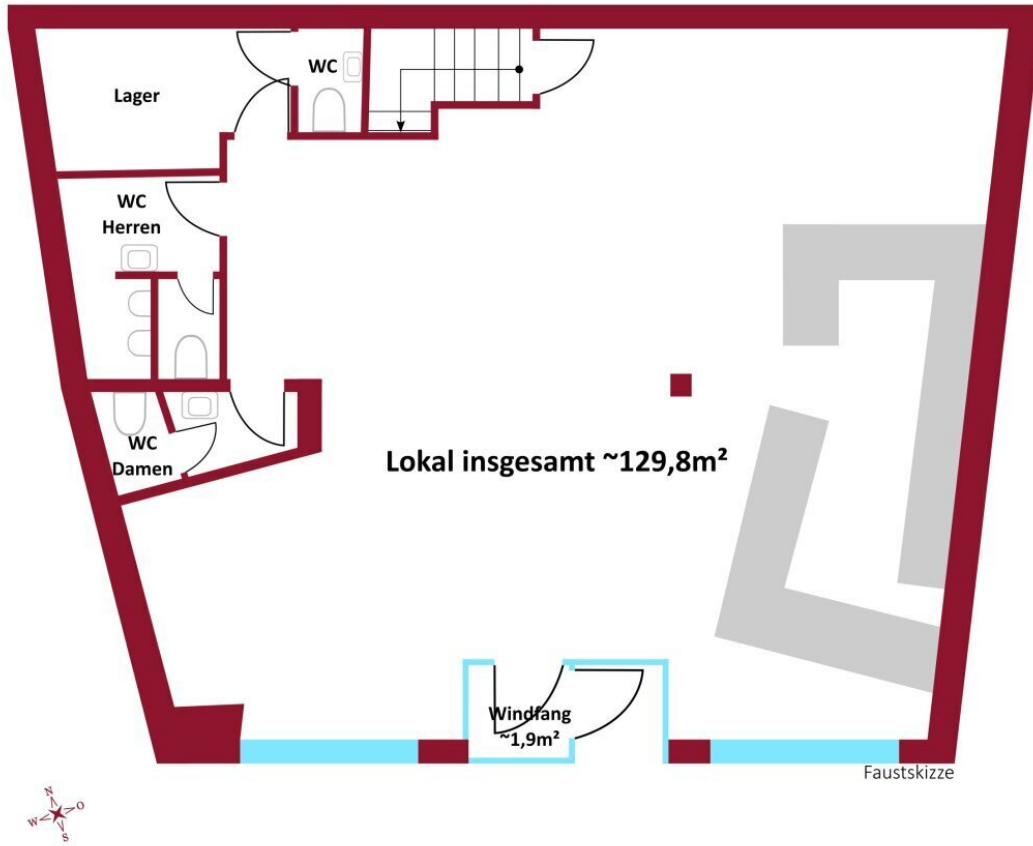 WC
Lager
WC
Herren
WC
Damen
Lokal insgesamt ~129,8m²
Windfang
~1,9m²
Faustskizze
N
O
W
S